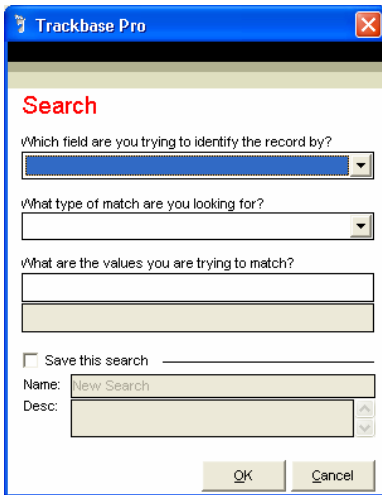 Trackbase Pro
Search
Which field are you trying to identify the record by?
What type of match are you looking for?
What are the values you are trying to match?
Save this search
Name: New Search
Desc:
OK Cancel